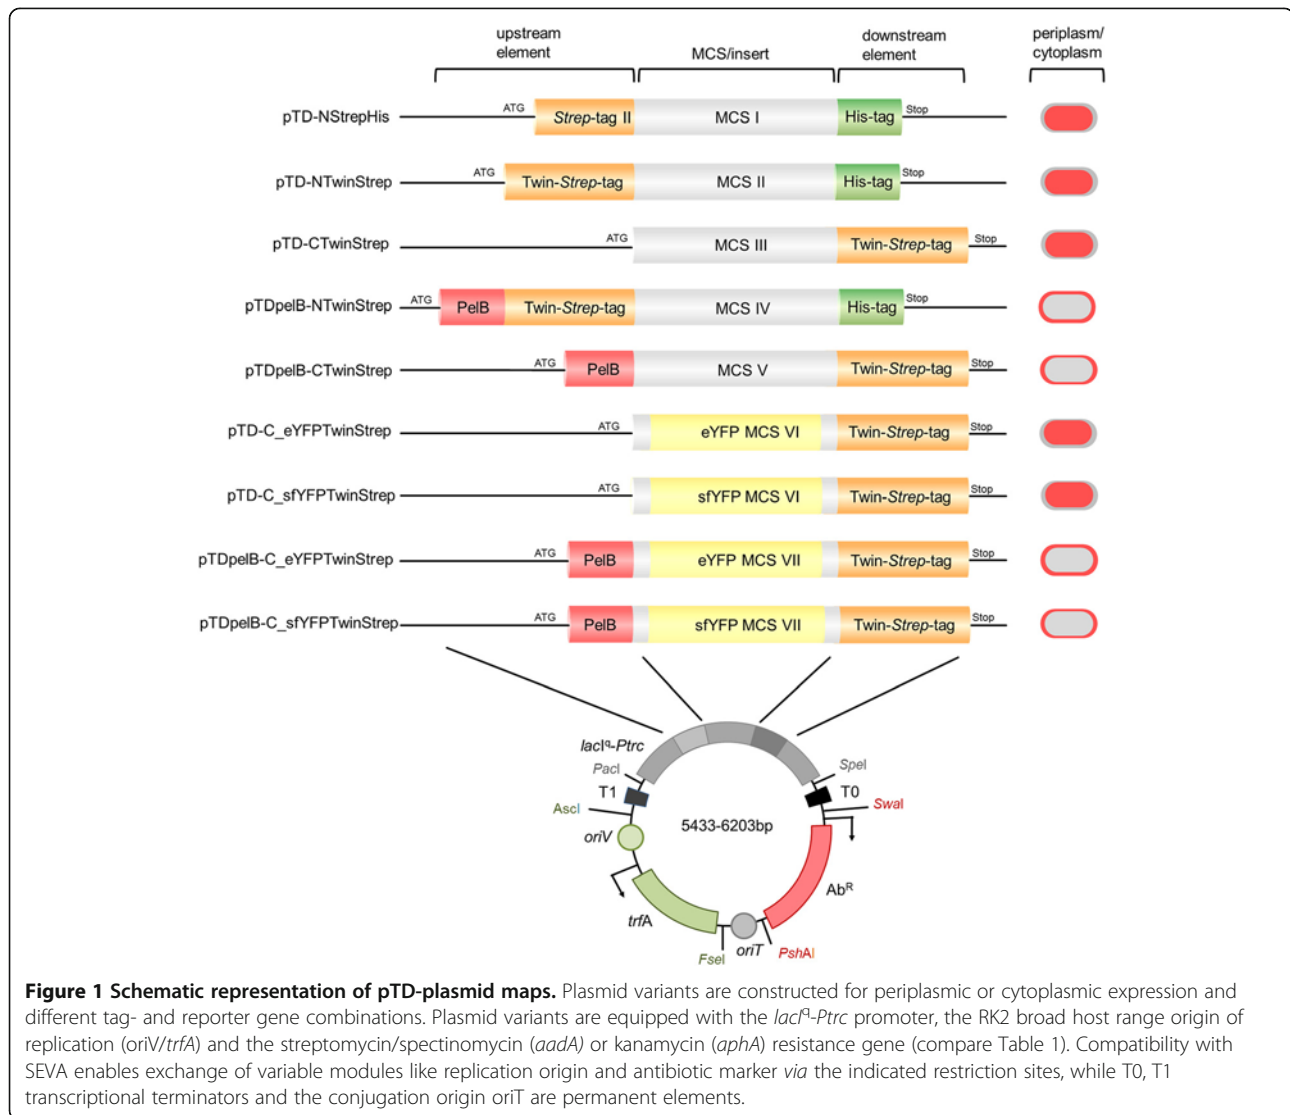 upstream element
MCS/insert
downstream element
periplasm/ cytoplasm
pTD-NStrepHis ATG Strep-tag II MCS I His-tag Stop
pTD-NTwinStrep ATG Twin-Strep-tag MCS II His-tag Stop
pTD-CTwinStrep ATG MCS III Twin-Strep-tag Stop
pTDpelB-NTwinStrep ATG PelB Twin-Strep-tag MCS IV His-tag Stop
pTDpelB-CTwinStrep ATG PelB MCS V Twin-Strep-tag Stop
pTD-C_eYFPTwinStrep ATG eYFP MCS VI Twin-Strep-tag Stop
pTD-C_sfYFPTwinStrep ATG sfYFP MCS VI Twin-Strep-tag Stop
pTDpelB-C_eYFPTwinStrep ATG PelB eYFP MCS VII Twin-Strep-tag Stop
pTDpelB-C_sfYFPTwinStrep ATG PelB sfYFP MCS VII Twin-Strep-tag Stop
lacIq-Ptrc
PacI
SpeI
T1
T0
AscI
SwaI
5433-6203bp
oriV
AbR
trfA
FseI
oriT
PshAI
Figure 1 Schematic representation of pTD-plasmid maps. Plasmid variants are constructed for periplasmic or cytoplasmic expression and
different tag- and reporter gene combinations. Plasmid variants are equipped with the lacIq-Ptrc promoter, the RK2 broad host range origin of
replication (oriV/trfA) and the streptomycin/spectinomycin (aadA) or kanamycin (aphA) resistance gene (compare Table 1). Compatibility with
SEVA enables exchange of variable modules like replication origin and antibiotic marker via the indicated restriction sites, while T0, T1
transcriptional terminators and the conjugation origin oriT are permanent elements.